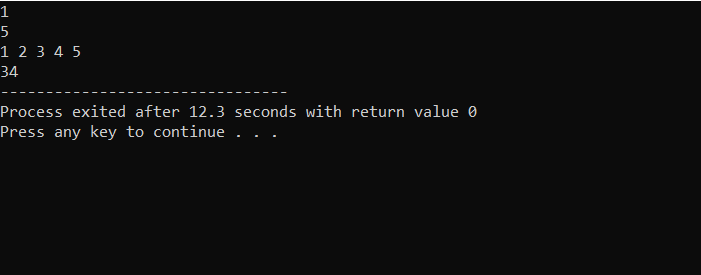 1
5
1 2 3 4 5
34
--------------------------------
Process exited after 12.3 seconds with return value 0
Press any key to continue . . .